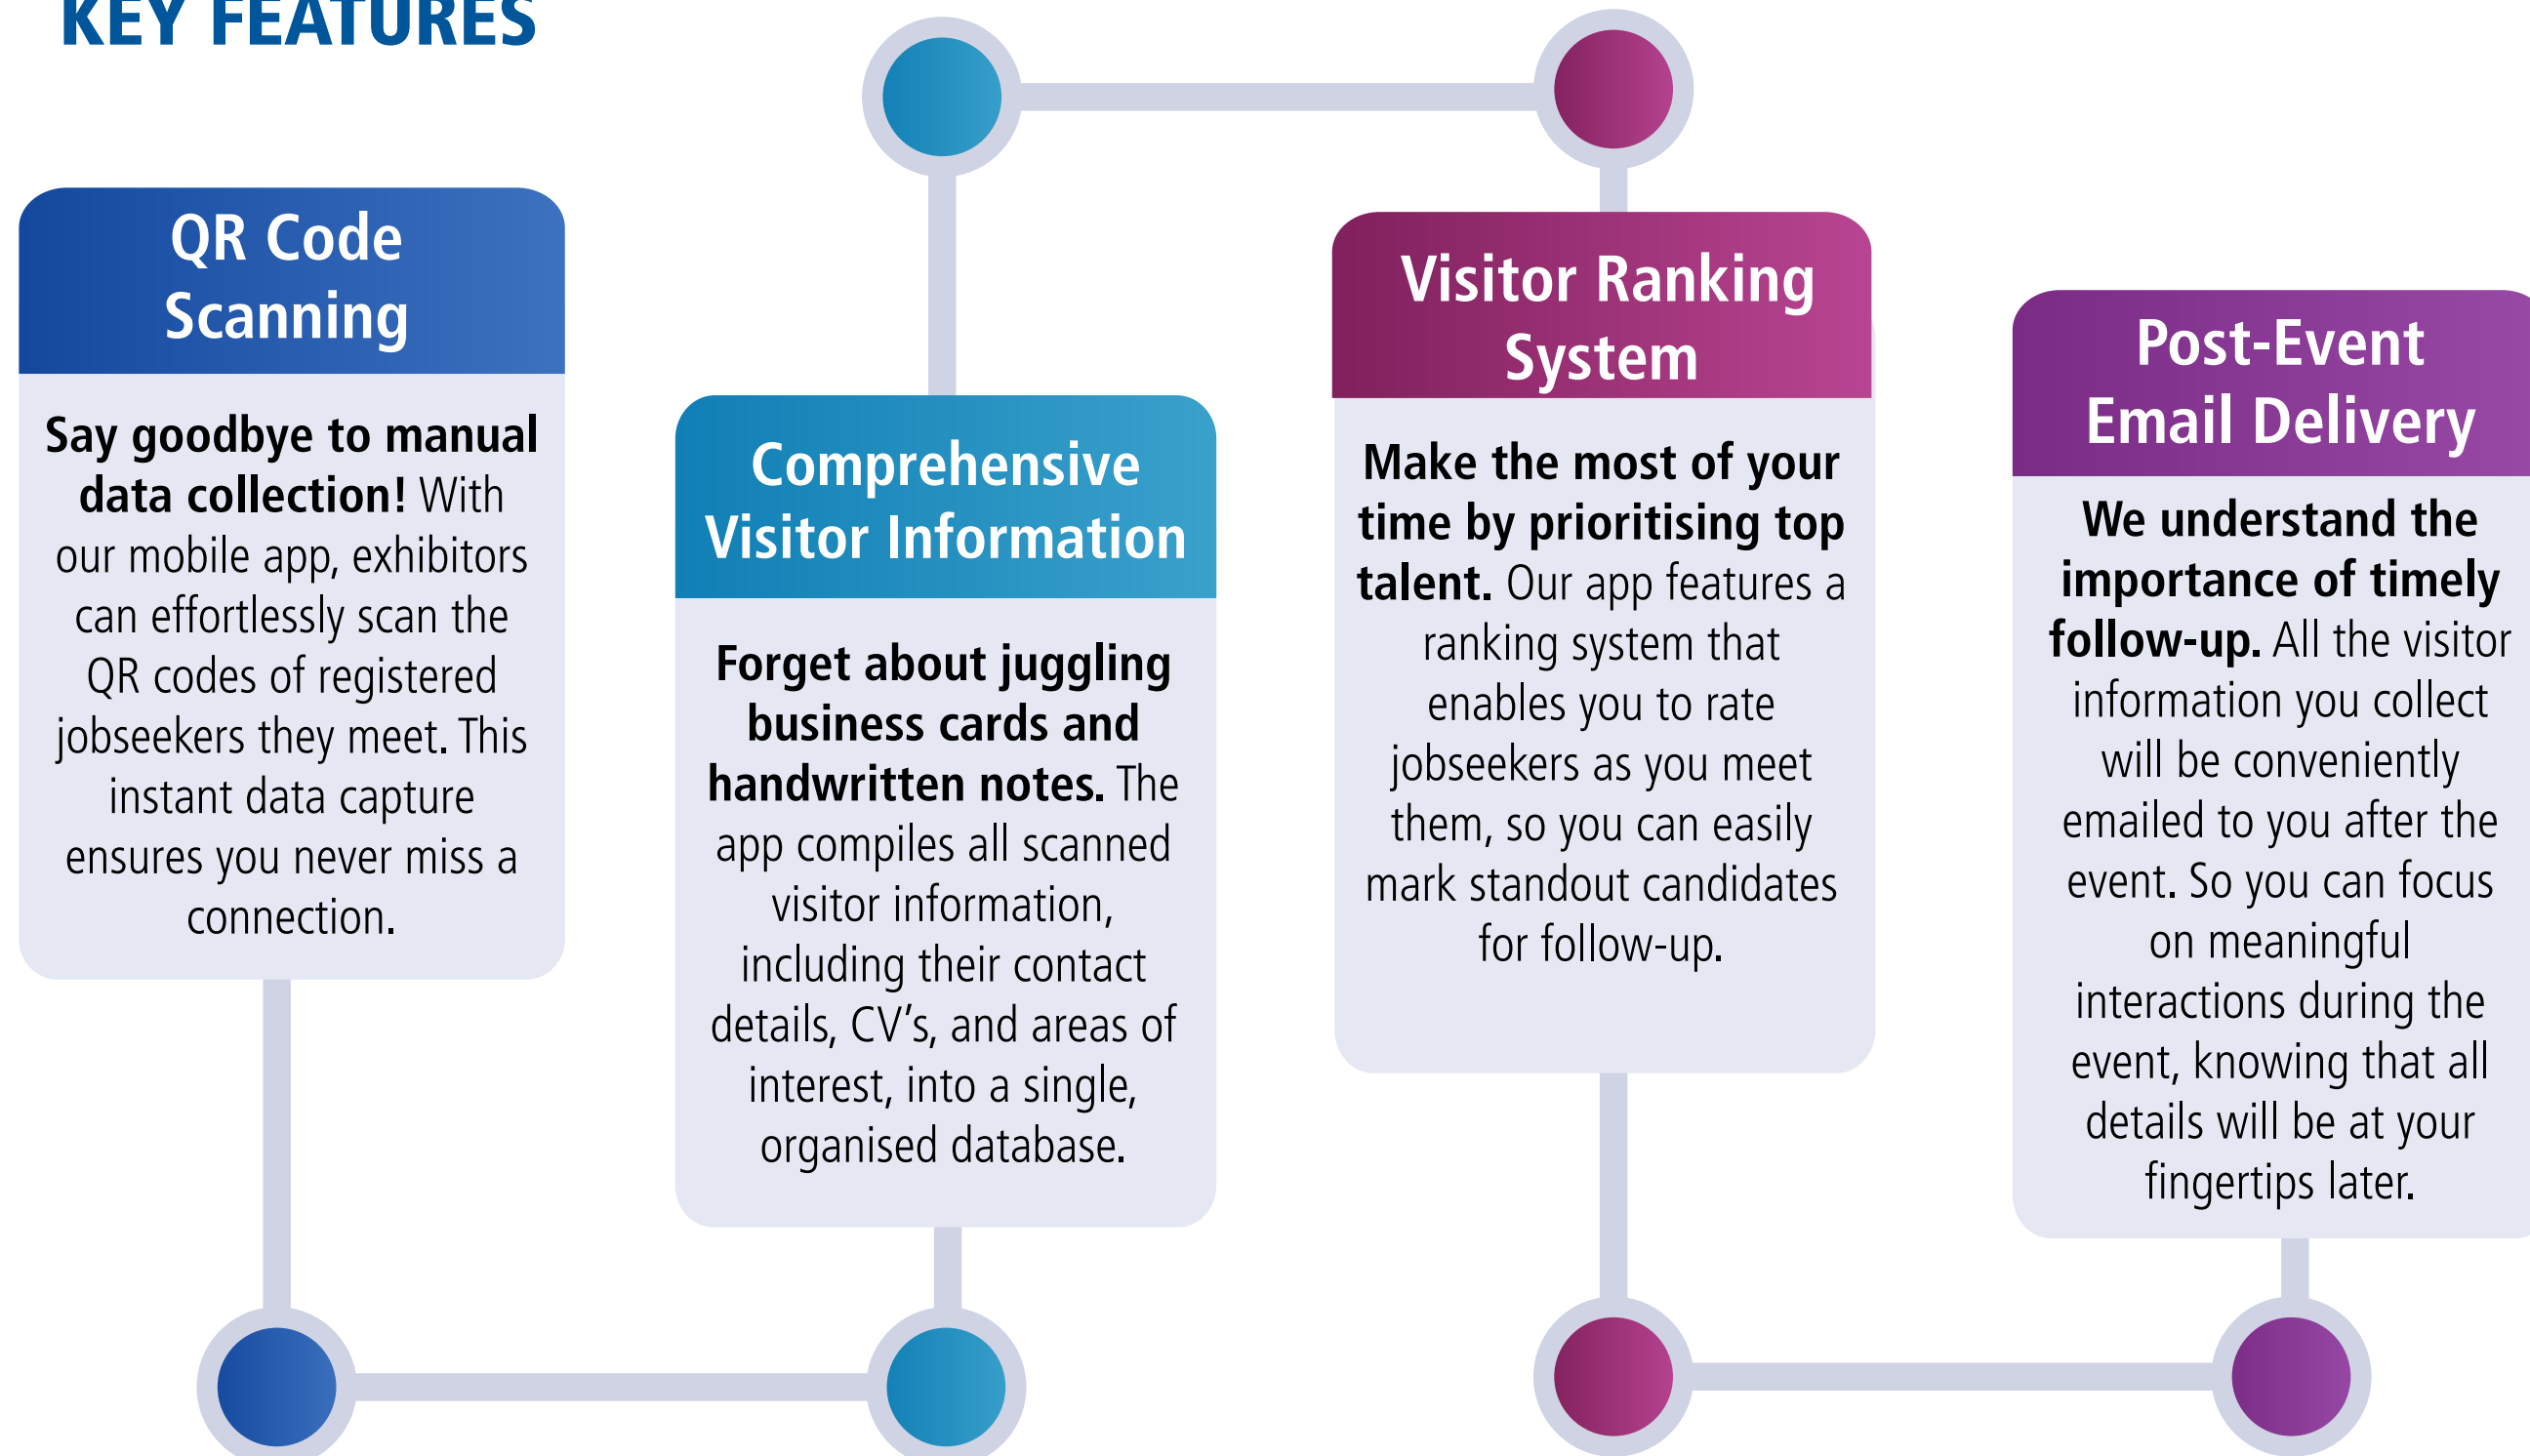 KEY FEATURES
QR Code
Scanning
Say goodbye to manual
data collection! With
our mobile app, exhibitors
can effortlessly scan the
QR codes of registered
jobseekers they meet. This
instant data capture
ensures you never miss a
connection.
Comprehensive
Visitor Information
Forget about juggling
business cards and
handwritten notes. The
app compiles all scanned
visitor information,
including their contact
details, CV’s, and areas of
interest, into a single,
organised database.
Visitor Ranking
System
Make the most of your
time by prioritising top
talent. Our app features a
ranking system that
enables you to rate
jobseekers as you meet
them, so you can easily
mark standout candidates
for follow-up.
Post-Event
Email Delivery
We understand the
importance of timely
follow-up. All the visitor
information you collect
will be conveniently
emailed to you after the
event. So you can focus
on meaningful
interactions during the
event, knowing that all
details will be at your
fingertips later.